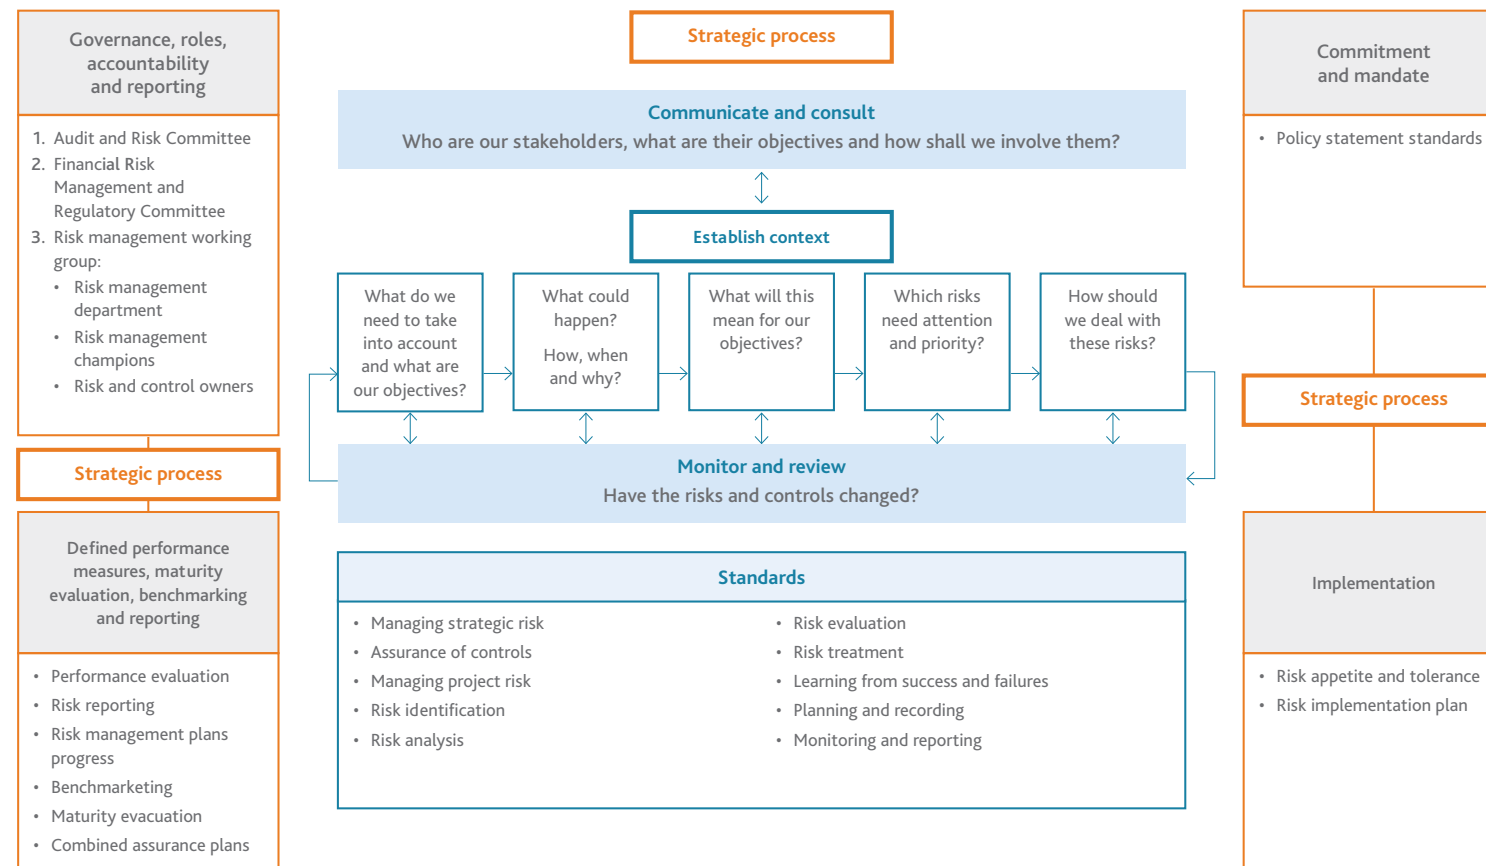 Governance, roles,
accountability
and reporting
1. Audit and Risk Committee
2. Financial Risk
Management and
Regulatory Committee
3. Risk management working
group:
• Risk management
department
• Risk management
champions
• Risk and control owners
Strategic process
Defined performance
measures, maturity
evaluation, benchmarking
and reporting
• Performance evaluation
• Risk reporting
• Risk management plans
progress
• Benchmarketing
• Maturity evacuation
• Combined assurance plans
Strategic process
Communicate and consult
Who are our stakeholders, what are their objectives and how shall we involve them?
Establish context
What do we
need to take
into account
and what are
our objectives?
What could
happen?
How, when
and why?
What will this
mean for our
objectives?
Which risks
need attention
and priority?
How should
we deal with
these risks?
Monitor and review
Have the risks and controls changed?
Standards
• Managing strategic risk
• Assurance of controls
• Managing project risk
• Risk identification
• Risk analysis
• Risk evaluation
• Risk treatment
• Learning from success and failures
• Planning and recording
• Monitoring and reporting
Commitment
and mandate
• Policy statement standards
Strategic process
Implementation
• Risk appetite and tolerance
• Risk implementation plan